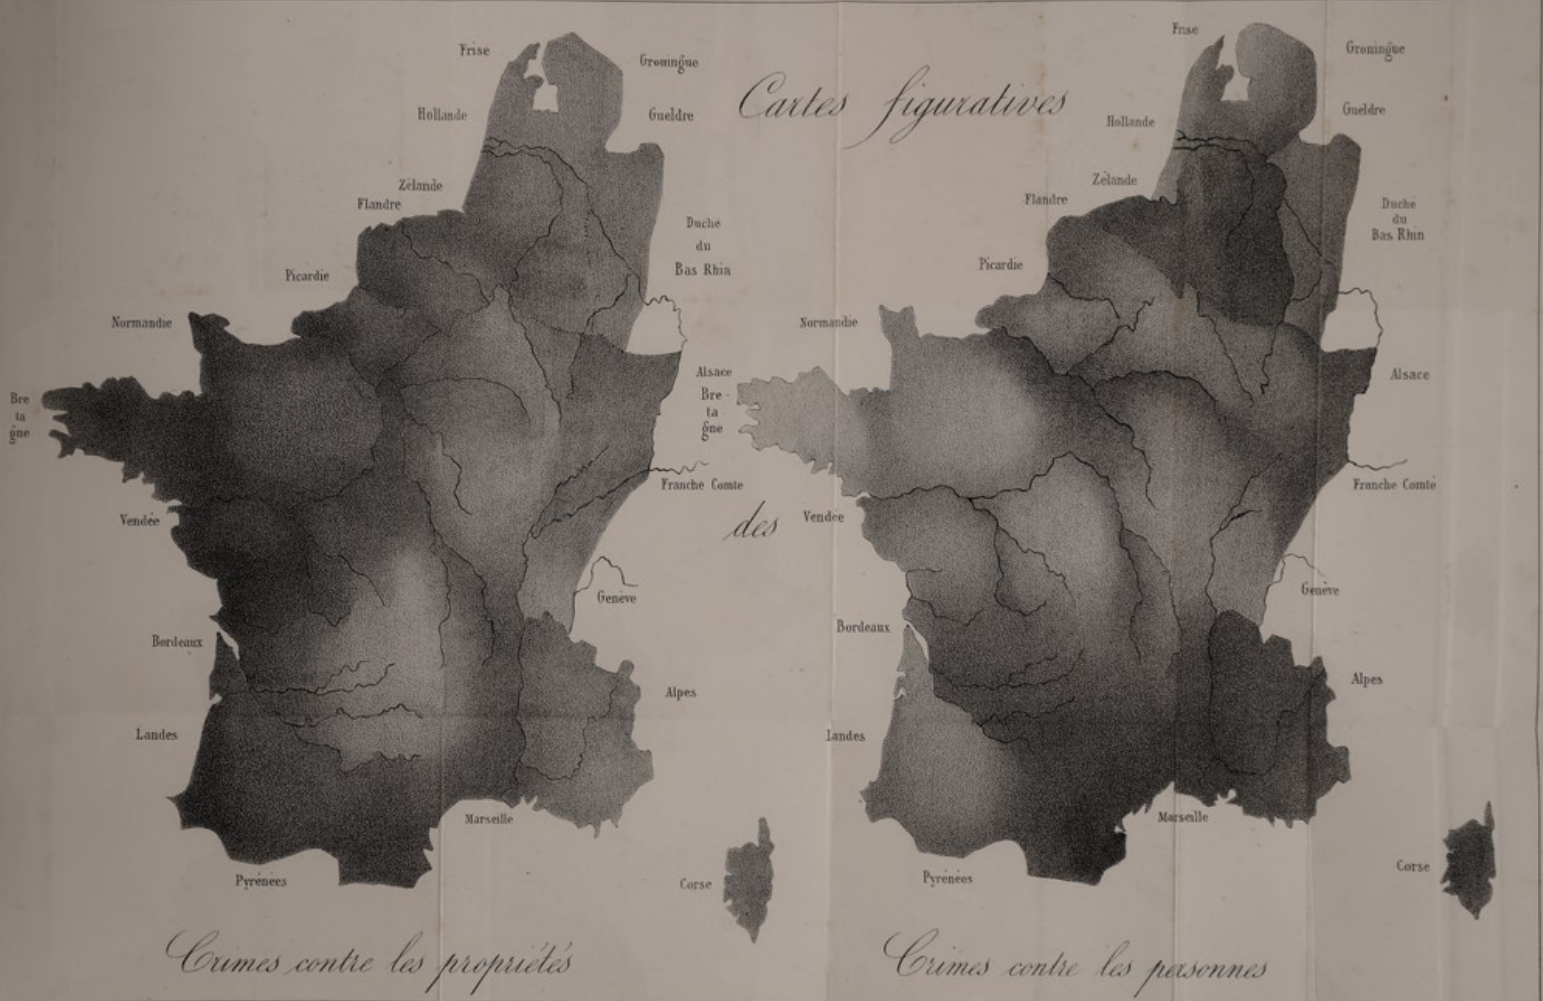 Cartes figuratives
des
Frise
Groningue
Hollande
Gueldre
Zélande
Flandre
Duché
du
Bas Rhin
Picardie
Normandie
Alsace
Bre
ta
gne
Franche Comte
Vendée
Genève
Bordeaux
Alpes
Landes
Marseille
Pyrénées
Corse
Crimes contre les propriétés
Frise
Groningue
Gueldre
Hollande
Zélande
Flandre
Duché
du
Bas Rhin
Picardie
Normandie
Alsace
Bre
ta
gne
Franche Comté
Vendee
Genève
Bordeaux
Alpes
Landes
Marseille
Pyrénées
Corse
Crimes contre les personnes